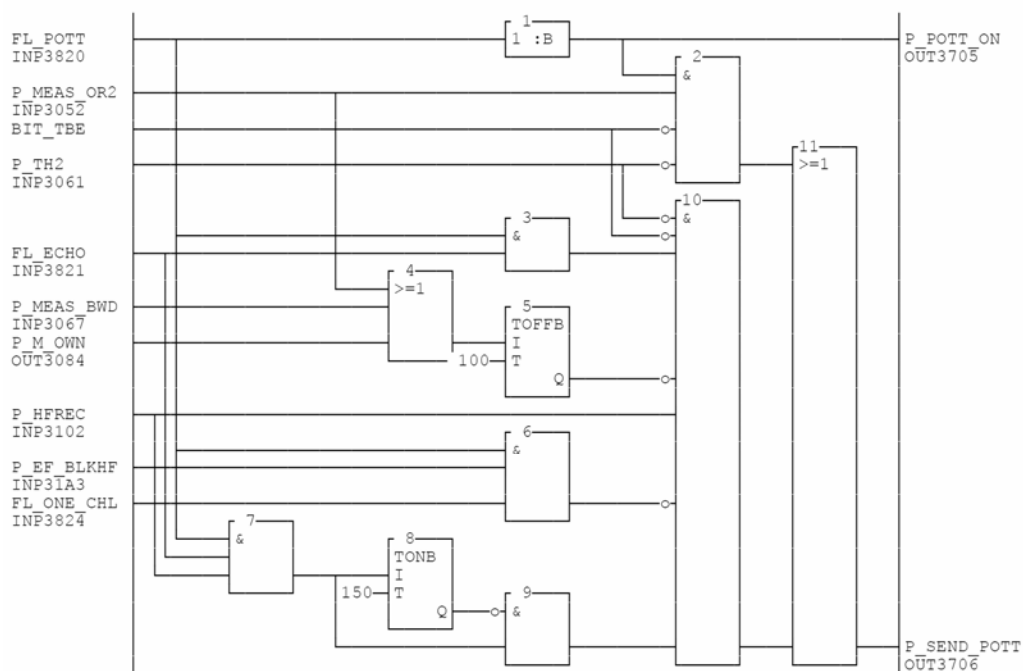 1
FL_POTT
1 :B
P_POTT_ON
INP3820
OUT3705
2
&
P_MEAS_OR2
INP3052
BIT_TBE
11
P_TH2
>=1
INP3061
10
3
&
&
FL_ECHO
INP3821
4
>=1
P_MEAS_BWD
5
INP3067
TOFFB
P_M_OWN
I
OUT3084
100
T
Q
P_HFREC
INP3102
6
&
P_EF_BLKHF
INP31A3
FL_ONE_CHL
INP3824
7
&
8
TONB
I
150
T
9
Q
&
P_SEND_POTT
OUT3706